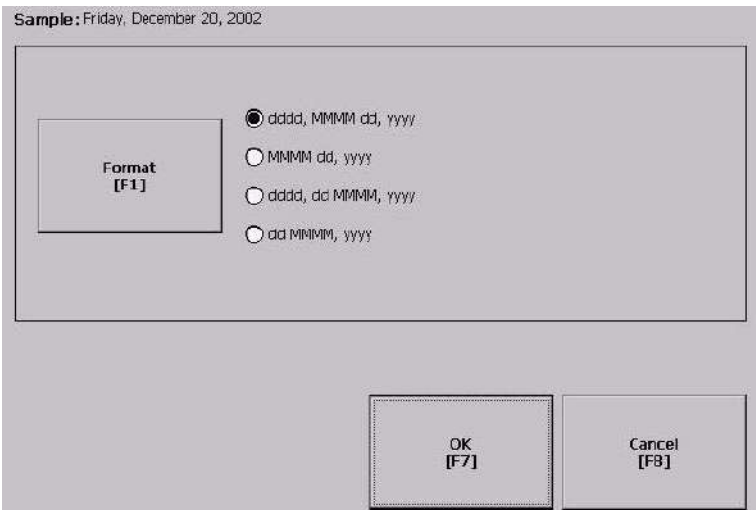 Sample: Friday, December 20, 2002
dddd, MMMM dd, yyyy
MMMM dd, yyyy
dddd, dd MMMM, yyyy
dd MMMM, yyyy
Format
[F1]
OK
[F7]
Cancel
[F8]